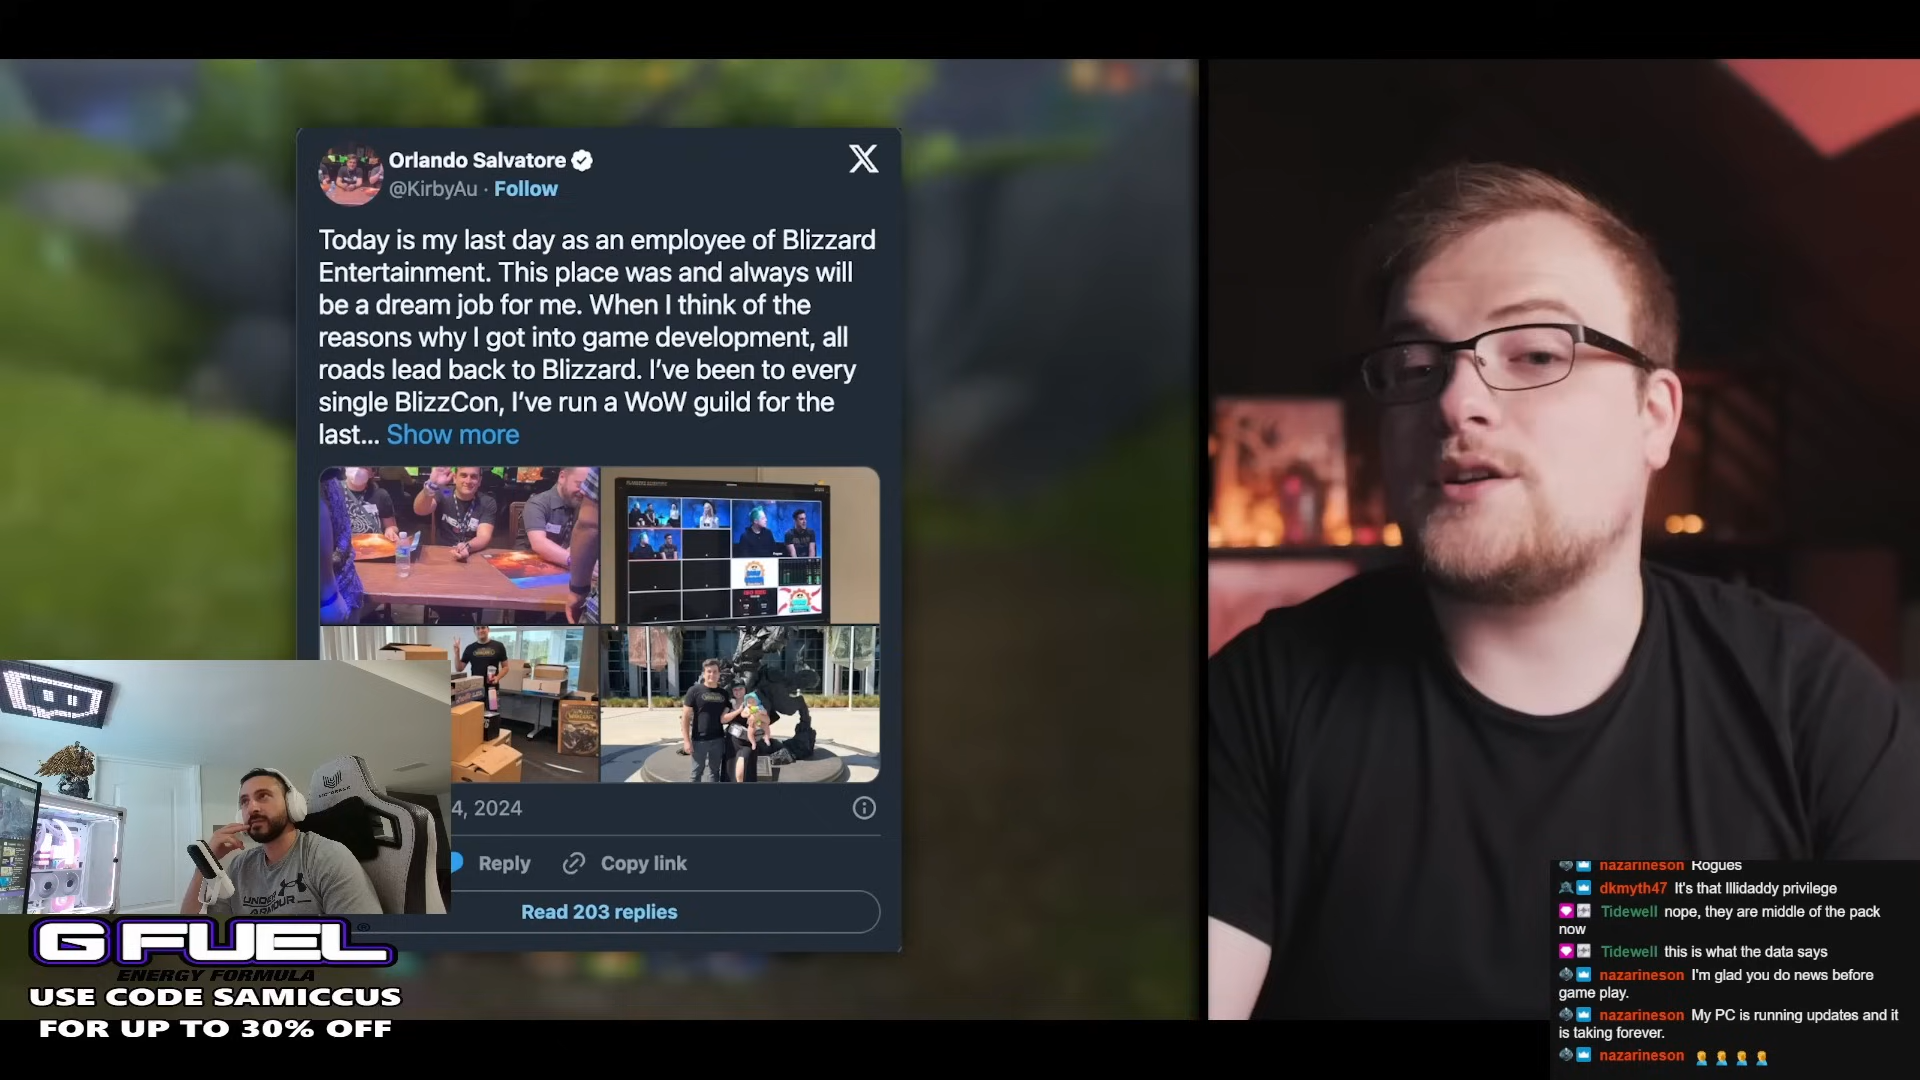 Orlando Salvatore
@KirbyAu · Follow
Today is my last day as an employee of Blizzard
Entertainment. This place was and always will
be a dream job for me. When I think of the
reasons why I got into game development, all
roads lead back to Blizzard. I've been to every
single BlizzCon, I've run a WoW guild for the
last... Show more
4, 2024
Reply
Copy link
Read 203 replies
UNDER
ARMOUR
G FUEL
ENERGY FORMULA
USE CODE SAMICCUS
FOR UP TO 30% OFF
nazarineson Rogues
dkmyth47 It's that Illidaddy privilege
Tidewell nope, they are middle of the pack
now
Tidewell this is what the data says
nazarineson I'm glad you do news before
game play.
nazarineson My PC is running updates and it
is taking forever.
nazarineson 🤦 🤦 🤦 🤦